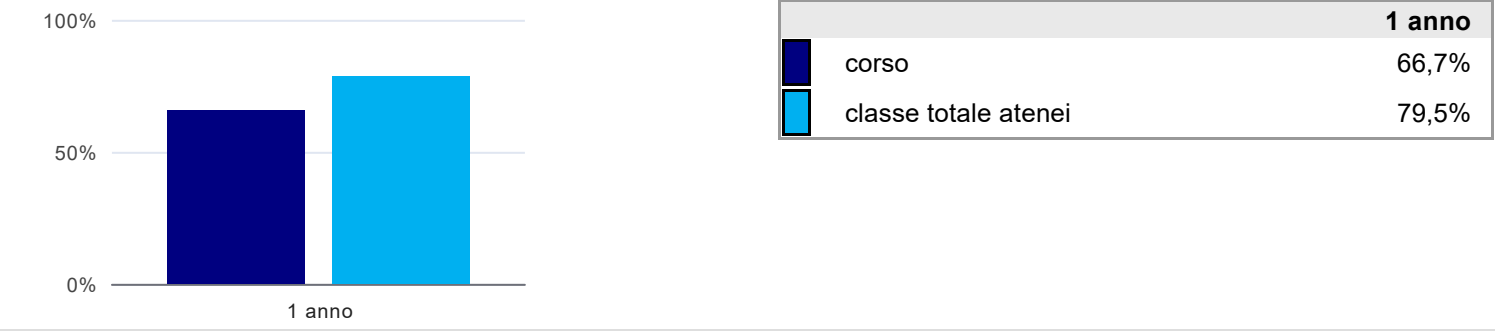 100%
50%
0%
1 anno
1 anno
corso 66,7%
classe totale atenei 79,5%